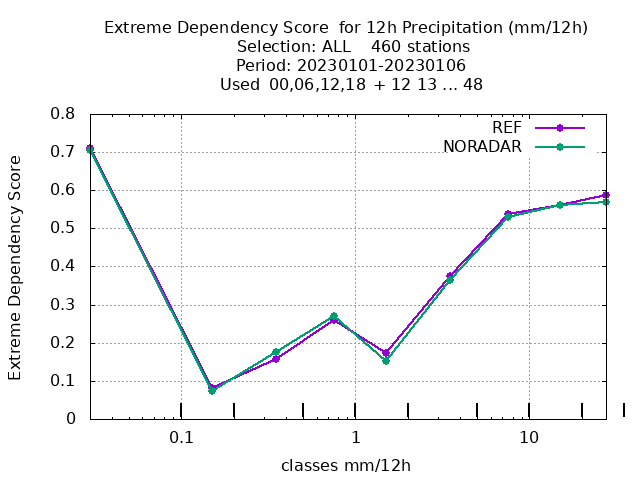 Extreme Dependency Score  for 12h Precipitation (mm/12h)
Selection: ALL    460 stations
Period: 20230101-20230106
Used  00,06,12,18  + 12 13 ... 48
REF
NORADAR
0.8
0.7
0.6
0.5
0.4
0.3
0.2
0.1
0
Extreme Dependency Score
0.1 1 10
classes mm/12h